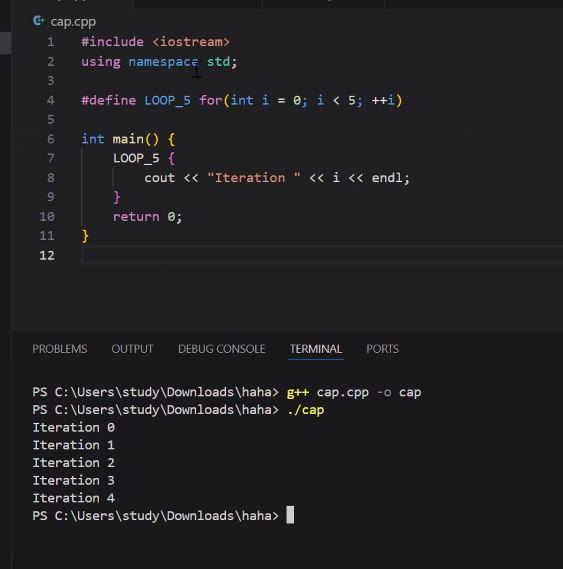 cap.cpp
1 #include <iostream>
2 using namespace std;
3
4 #define LOOP_5 for(int i = 0; i < 5; ++i)
5
6 int main() {
7     LOOP_5 {
8         cout << "Iteration " << i << endl;
9     }
10     return 0;
11 }
12
PROBLEMS OUTPUT DEBUG CONSOLE TERMINAL PORTS
PS C:\Users\study\Downloads\haha> g++ cap.cpp -o cap
PS C:\Users\study\Downloads\haha> ./cap
Iteration 0
Iteration 1
Iteration 2
Iteration 3
Iteration 4
PS C:\Users\study\Downloads\haha>